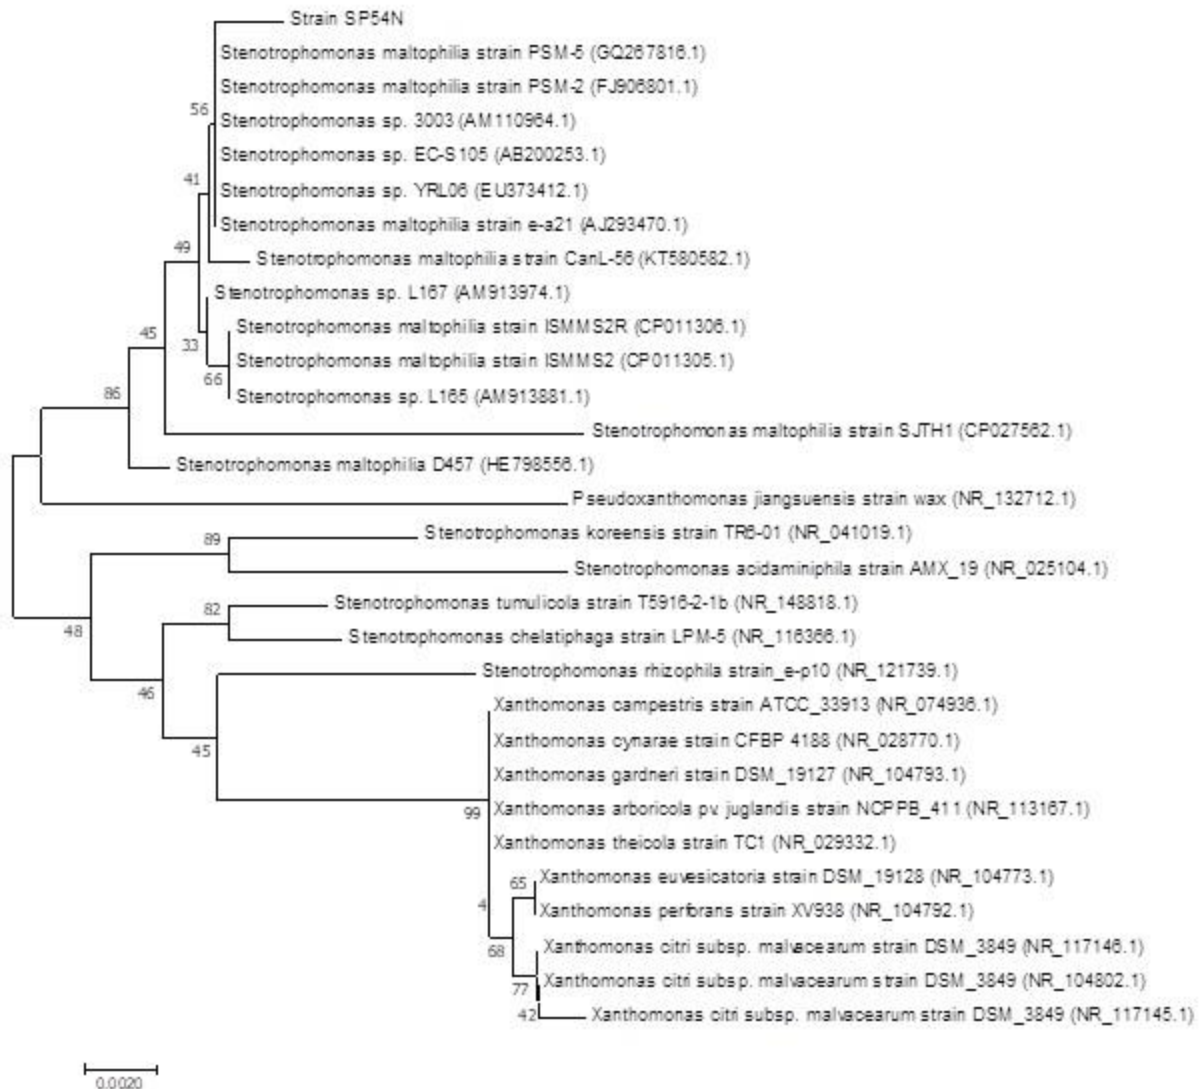 Strain SP54N
Stenotrophomonas maltophilia strain PSM-5 (GQ267816.1)
Stenotrophomonas maltophilia strain PSM-2 (FJ906801.1)
56
Stenotrophomonas sp. 3003 (AM110964.1)
Stenotrophomonas sp. EC-S105 (AB200253.1)
41
Stenotrophomonas sp. YRL06 (EU373412.1)
Stenotrophomonas maltophilia strain e-a21 (AJ293470.1)
49
Stenotrophomonas maltophilia strain CanL-56 (KT580582.1)
Stenotrophomonas sp. L167 (AM913974.1)
Stenotrophomonas maltophilia strain ISMMS2R (CP011306.1)
45
33
Stenotrophomonas maltophilia strain ISMMS2 (CP011305.1)
66
Stenotrophomonas sp. L165 (AM913881.1)
86
Stenotrophomonas maltophilia strain SJTH1 (CP027562.1)
Stenotrophomonas maltophilia D457 (HE798556.1)
Pseudoxanthomonas jiangsuensis strain wax (NR_132712.1)
Stenotrophomonas koreensis strain TR6-01 (NR_041019.1)
89
Stenotrophomonas acidaminiphila strain AMX_19 (NR_025104.1)
Stenotrophomonas tumulicola strain T5916-2-1b (NR_148818.1)
82
48
Stenotrophomonas chelatiphaga strain LPM-5 (NR_116366.1)
Stenotrophomonas rhizophila strain_e-p10 (NR_121739.1)
46
Xanthomonas campestris strain ATCC_33913 (NR_074936.1)
Xanthomonas cynarae strain CFBP 4188 (NR_028770.1)
45
Xanthomonas gardneri strain DSM_19127 (NR_104793.1)
Xanthomonas arboricola pv. juglandis strain NCPPB_411 (NR_113167.1)
99
Xanthomonas theicola strain TC1 (NR_029332.1)
Xanthomonas euvesicatoria strain DSM_19128 (NR_104773.1)
65
4
Xanthomonas perforans strain XV938 (NR_104792.1)
Xanthomonas citri subsp. malvacearum strain DSM_3849 (NR_117146.1)
68
Xanthomonas citri subsp. malvacearum strain DSM_3849 (NR_104802.1)
77
42
Xanthomonas citri subsp. malvacearum strain DSM_3849 (NR_117145.1)
0.0020